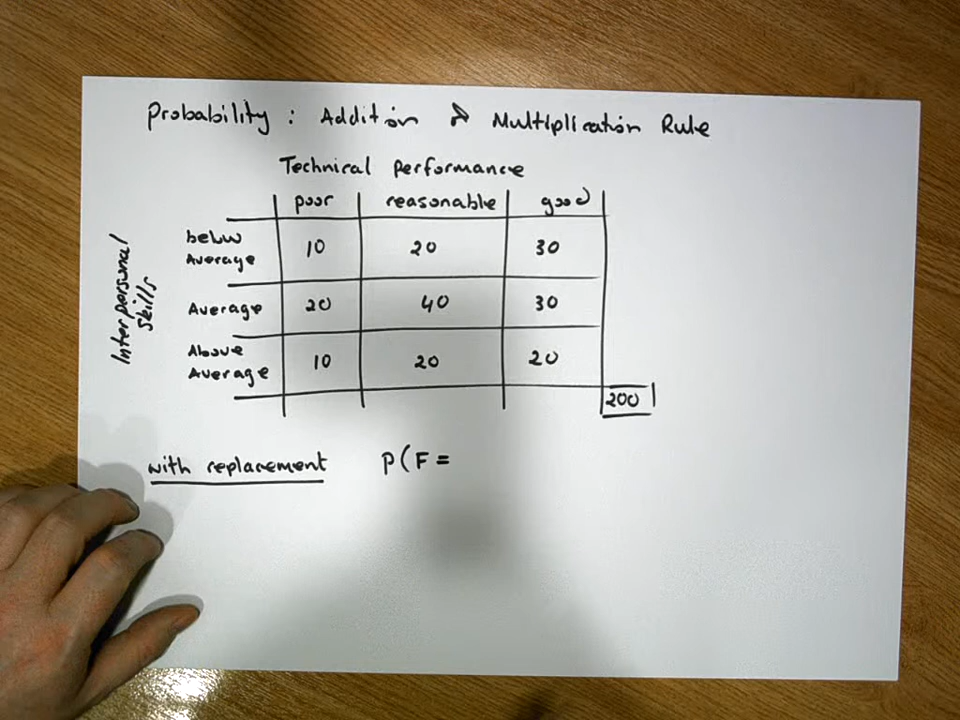 Probability : Addition & Multiplication Rule
Technical Performance
poor reasonable good
Interpersonal Skills
below Average 10 20 30
Average 20 40 30
Above Average 10 20 20
200
with replacement P(F =